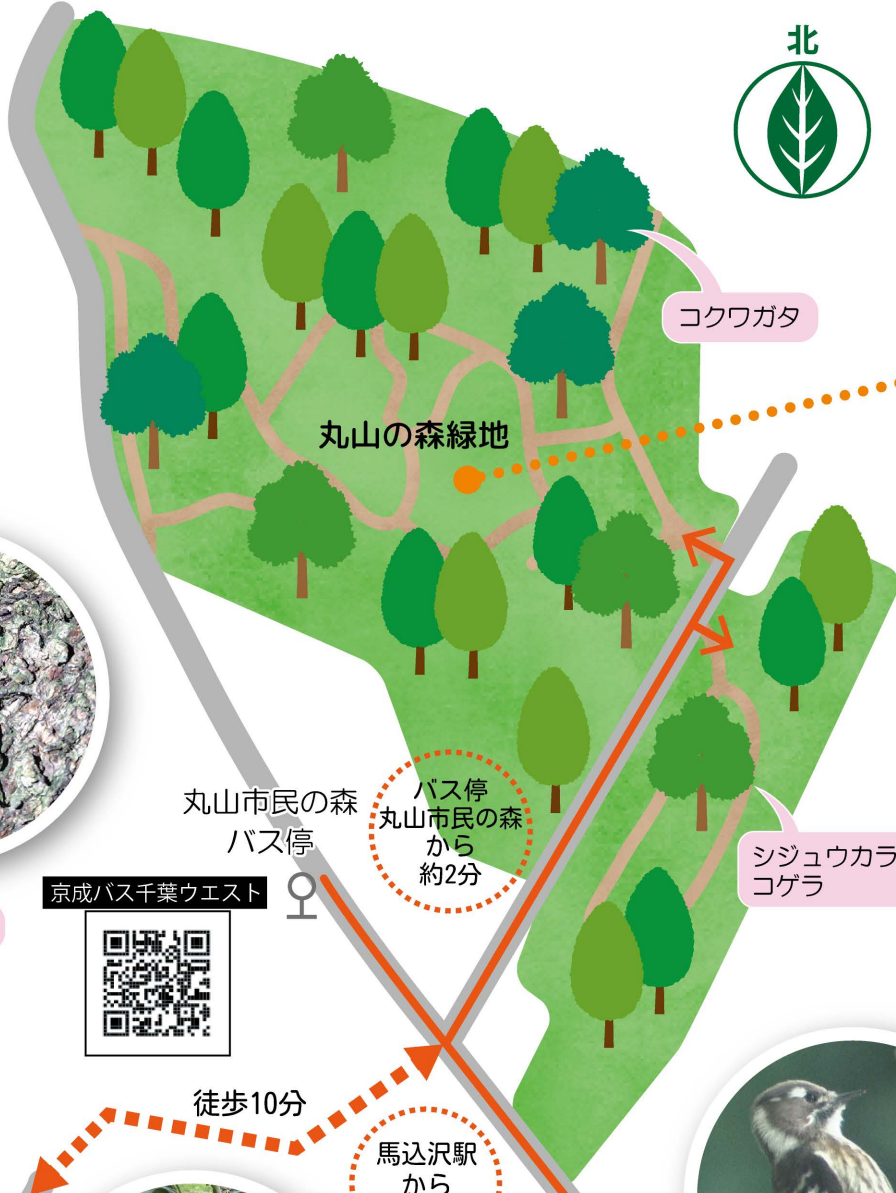 北
コクワガタ
丸山の森緑地
丸山市民の森
バス停
バス停
丸山市民の森
から
約2分
シジュウカラ
コゲラ
京成バス千葉ウエスト
徒歩10分
馬込沢駅
から